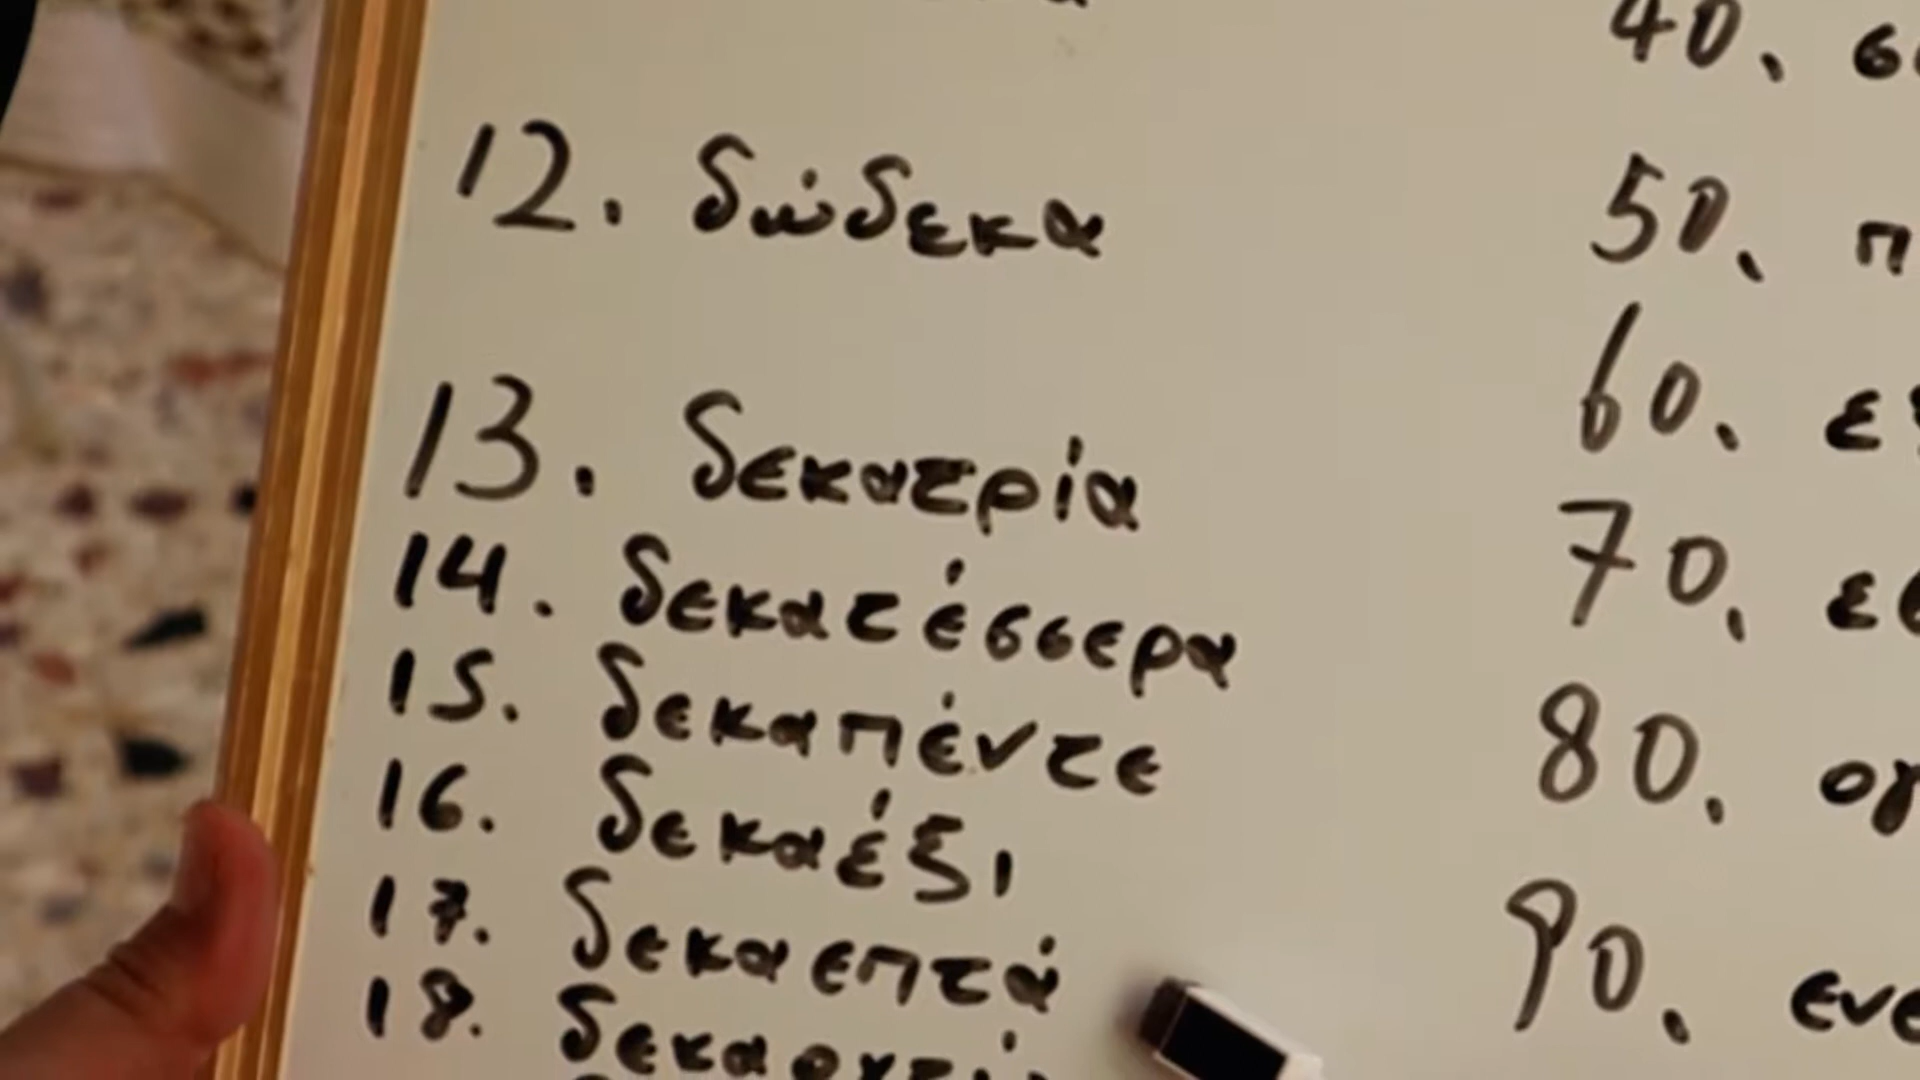 12. δώδεκα
13. δεκατρία
14. δεκατέσσερα
15. δεκαπέντε
16. δεκαέξι
17. δεκαεπτά
18.
40.
50.
60.
70.
80.
90.